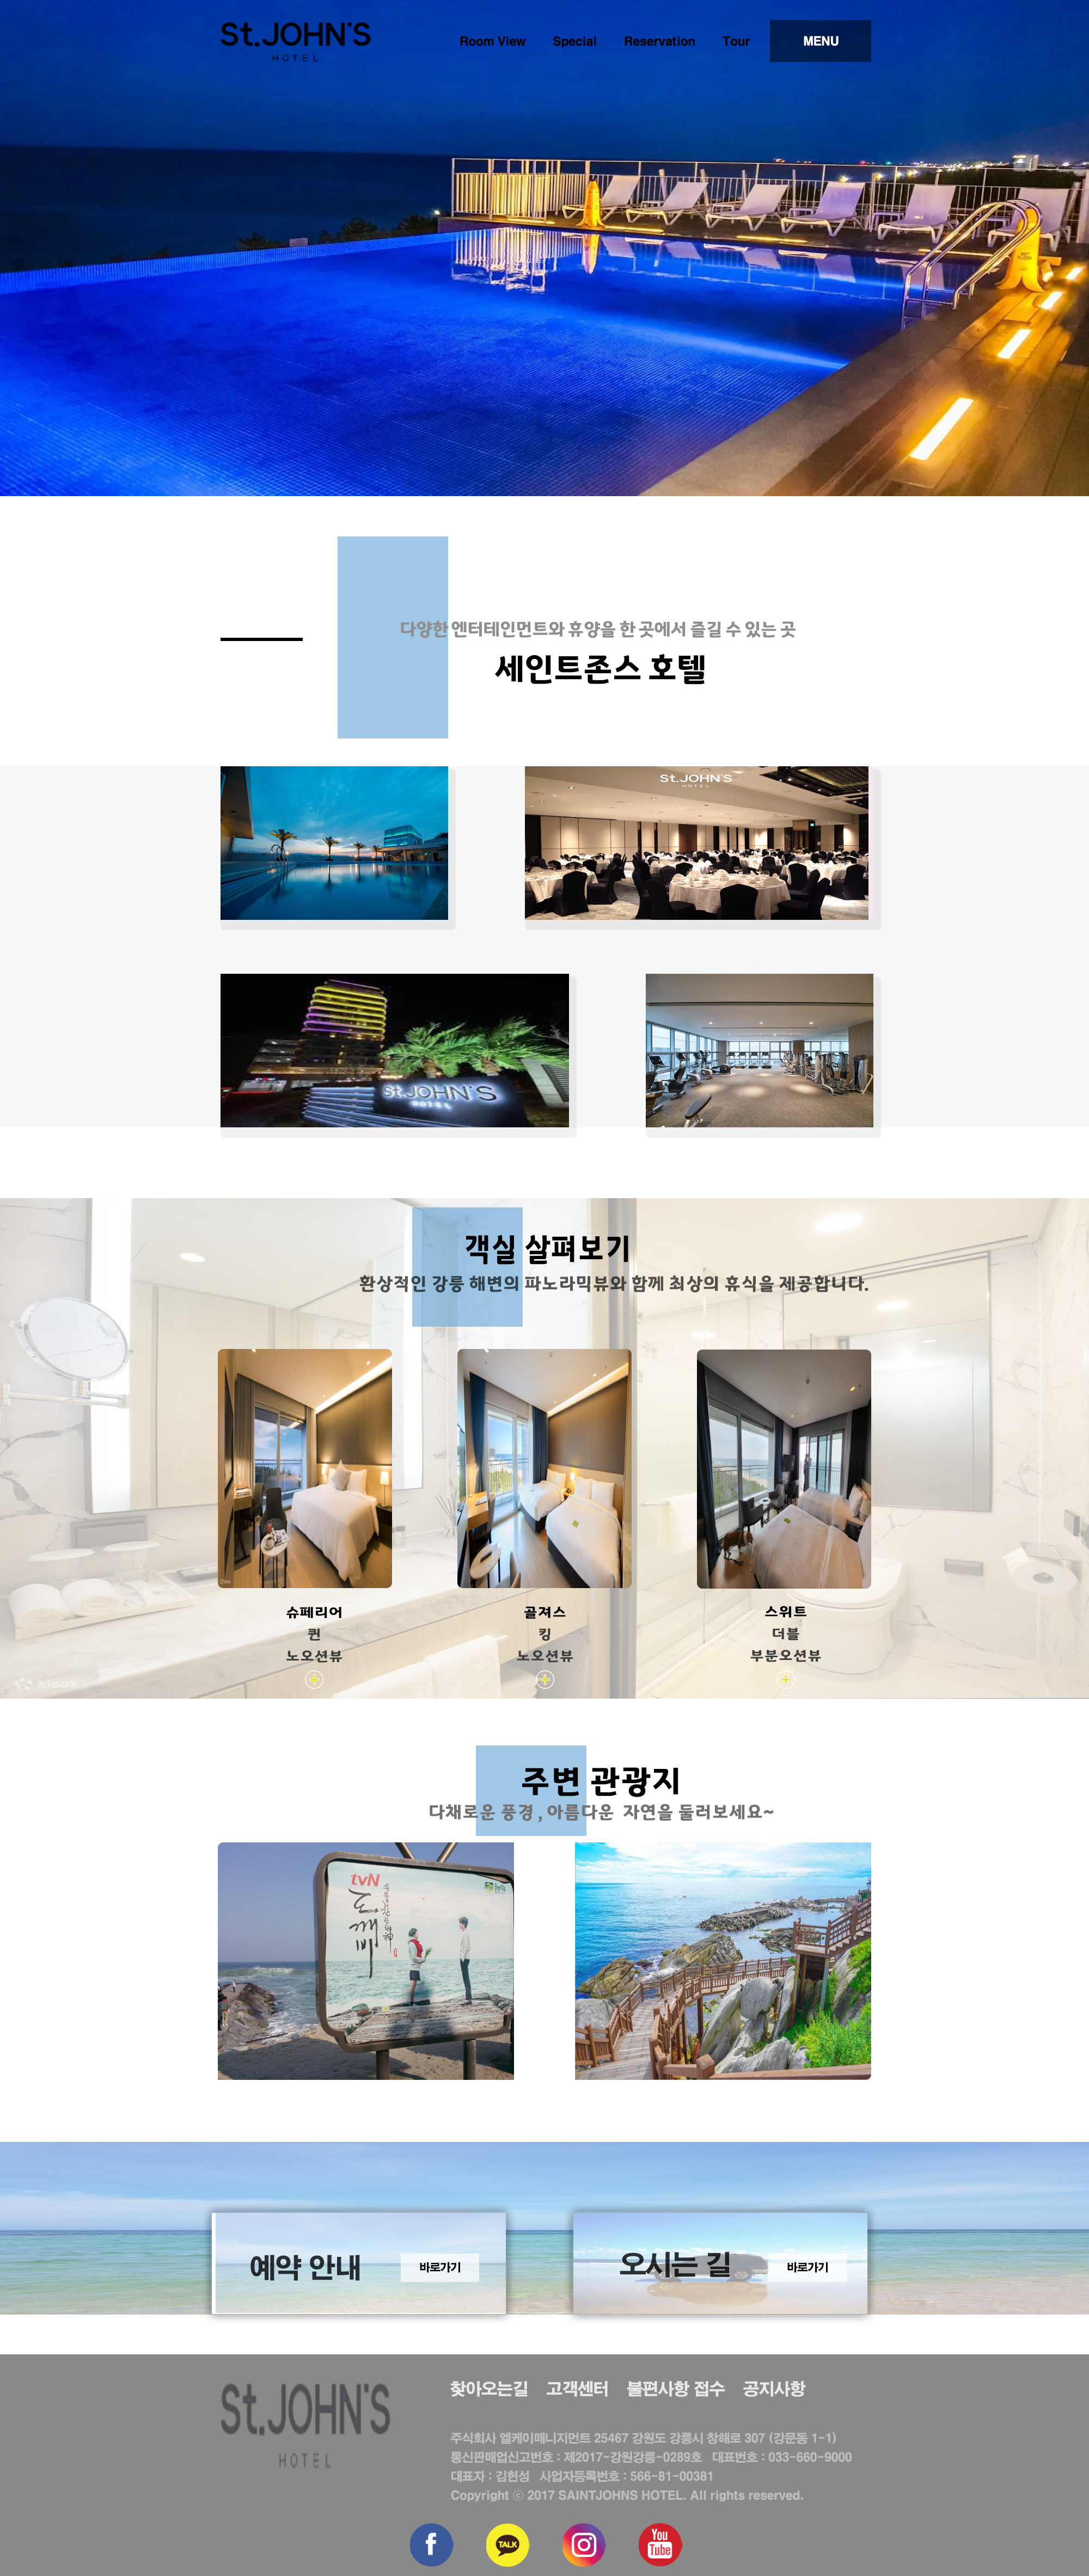 St.JOHN'S
HOTEL
Room View
Special
Reservation
Tour
MENU
다양한 엔터테인먼트와 휴양을 한 곳에서 즐길 수 있는 곳
세인트존스 호텔
St.JOHN'S
HOTEL
St.JOHN'S
HOTEL
객실 살펴보기
환상적인 강릉 해변의 파노라믹뷰와 함께 최상의 휴식을 제공합니다.
슈페리어
퀸
노오션뷰
골져스
킹
노오션뷰
스위트
더블
부분오션뷰
klook
주변 관광지
다채로운 풍경 , 아름다운 자연을 둘러보세요~
tvN
도깨비
예약 안내
바로가기
오시는 길
바로가기
St.JOHN'S
HOTEL
찾아오는길
고객센터
불편사항 접수
공지사항
주식회사 엘케이매니지먼트 25467 강원도 강릉시 창해로 307 (강문동 1-1)
통신판매업신고번호 : 제2017-강원강릉-0289호 대표번호 : 033-660-9000
대표자 : 김헌성 사업자등록번호 : 566-81-00381
Copyright ⓒ 2017 SAINTJOHNS HOTEL. All rights reserved.
f
TALK
You
Tube